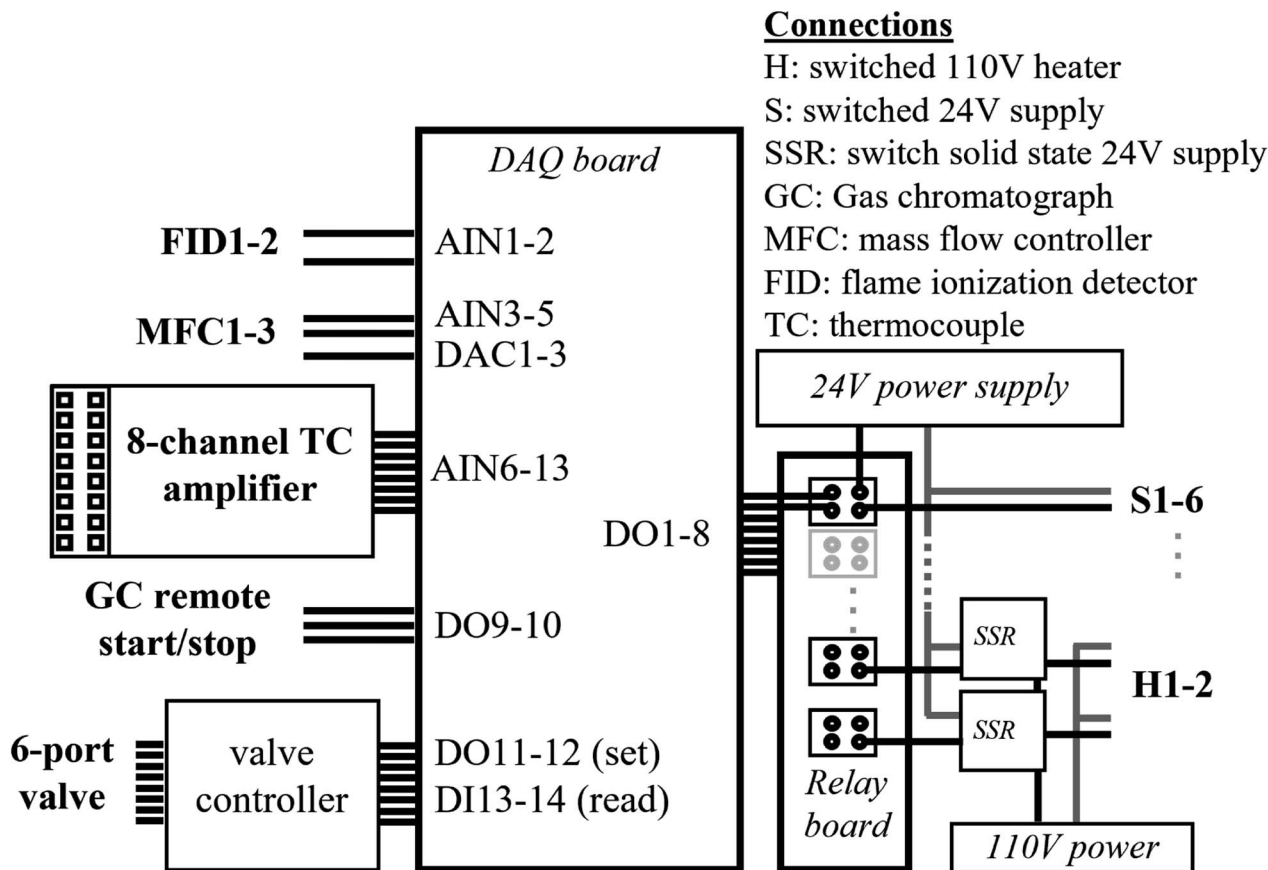 Connections
H: switched 110V heater
S: switched 24V supply
SSR: switch solid state 24V supply
GC: Gas chromatograph
MFC: mass flow controller
FID: flame ionization detector
TC: thermocouple
DAQ board
FID1-2
AIN1-2
MFC1-3
AIN3-5
DAC1-3
8-channel TC
amplifier
AIN6-13
GC remote
start/stop
DO9-10
6-port
valve
valve
controller
DO11-12 (set)
DI13-14 (read)
DO1-8
24V power supply
S1-6
SSR
SSR
H1-2
Relay
board
110V power